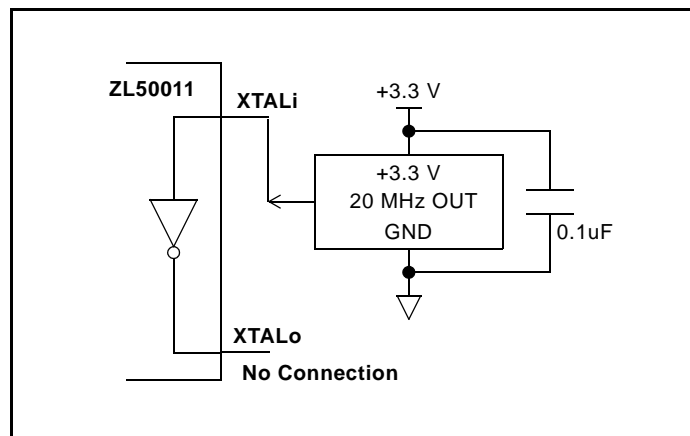 ZL50011
XTALi
+3.3 V
+3.3 V
20 MHz OUT
GND
0.1uF
XTALo
No Connection